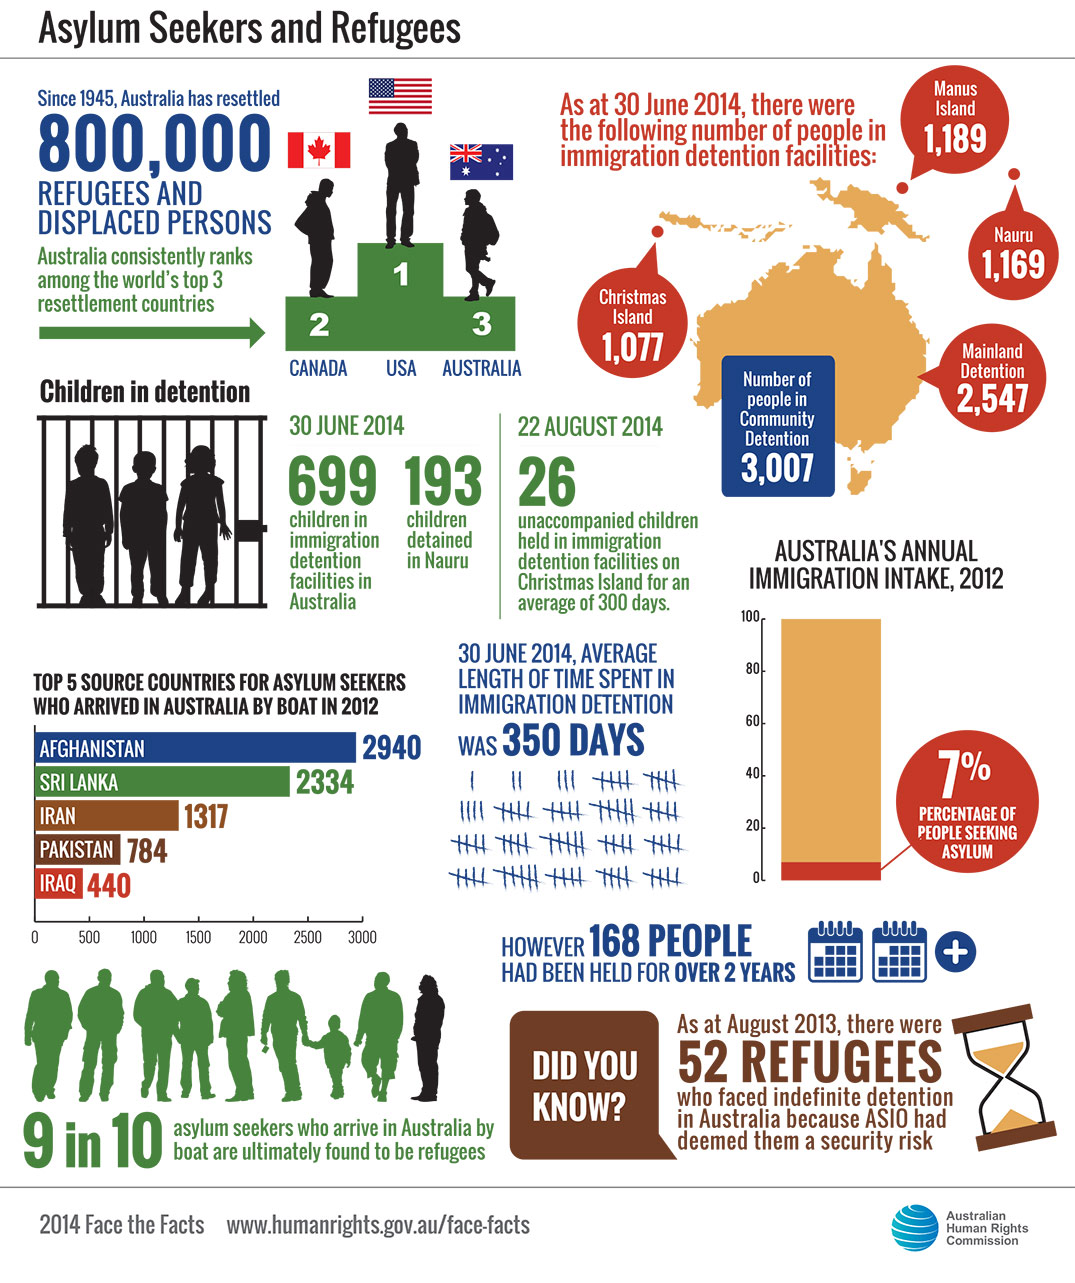 Asylum Seekers and Refugees
Since 1945, Australia has resettled
800,000
REFUGEES AND
DISPLACED PERSONS
Australia consistently ranks
among the world's top 3
resettlement countries
1
2
3
CANADA
USA
AUSTRALIA
As at 30 June 2014, there were
the following number of people in
immigration detention facilities:
Manus
Island
1,189
Nauru
1,169
Christmas
Island
1,077
Mainland
Detention
2,547
Number of
people in
Community
Detention
3,007
Children in detention
30 JUNE 2014
699
children in
immigration
detention
facilities in
Australia
193
children
detained
in Nauru
22 AUGUST 2014
26
unaccompanied children
held in immigration
detention facilities on
Christmas Island for an
average of 300 days.
AUSTRALIA'S ANNUAL
IMMIGRATION INTAKE, 2012
100
80
60
40
20
0
7%
PERCENTAGE OF
PEOPLE SEEKING
ASYLUM
TOP 5 SOURCE COUNTRIES FOR ASYLUM SEEKERS
WHO ARRIVED IN AUSTRALIA BY BOAT IN 2012
AFGHANISTAN 2940
SRI LANKA 2334
IRAN 1317
PAKISTAN 784
IRAQ 440
0 500 1000 1500 2000 2500 3000
30 JUNE 2014, AVERAGE
LENGTH OF TIME SPENT IN
IMMIGRATION DETENTION
WAS 350 DAYS
HOWEVER 168 PEOPLE
HAD BEEN HELD FOR OVER 2 YEARS
+
9 in 10
asylum seekers who arrive in Australia by
boat are ultimately found to be refugees
DID YOU
KNOW?
As at August 2013, there were
52 REFUGEES
who faced indefinite detention
in Australia because ASIO had
deemed them a security risk
2014 Face the Facts www.humanrights.gov.au/face-facts
Australian
Human Rights
Commission